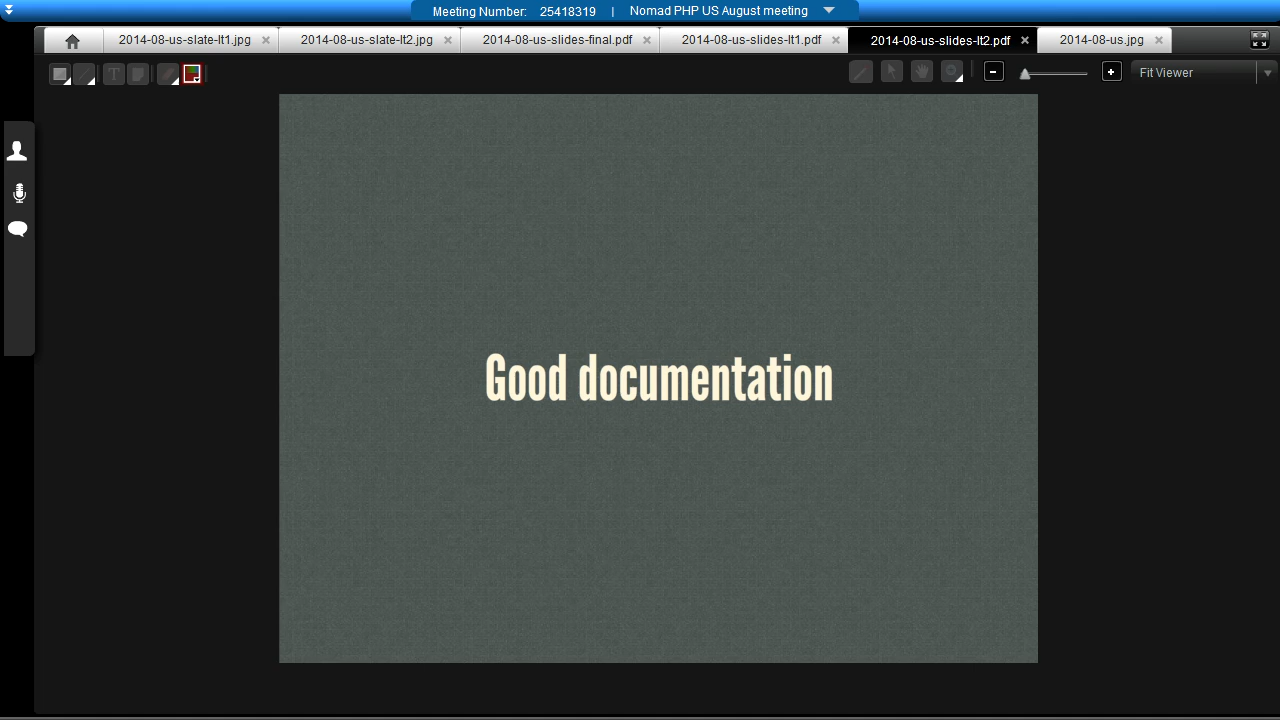 Meeting Number: 25418319 | Nomad PHP US August meeting
2014-08-us-slate-lt1.jpg 2014-08-us-slate-lt2.jpg 2014-08-us-slides-final.pdf 2014-08-us-slides-lt1.pdf 2014-08-us-slides-lt2.pdf 2014-08-us.jpg
T
Fit Viewer
Good documentation